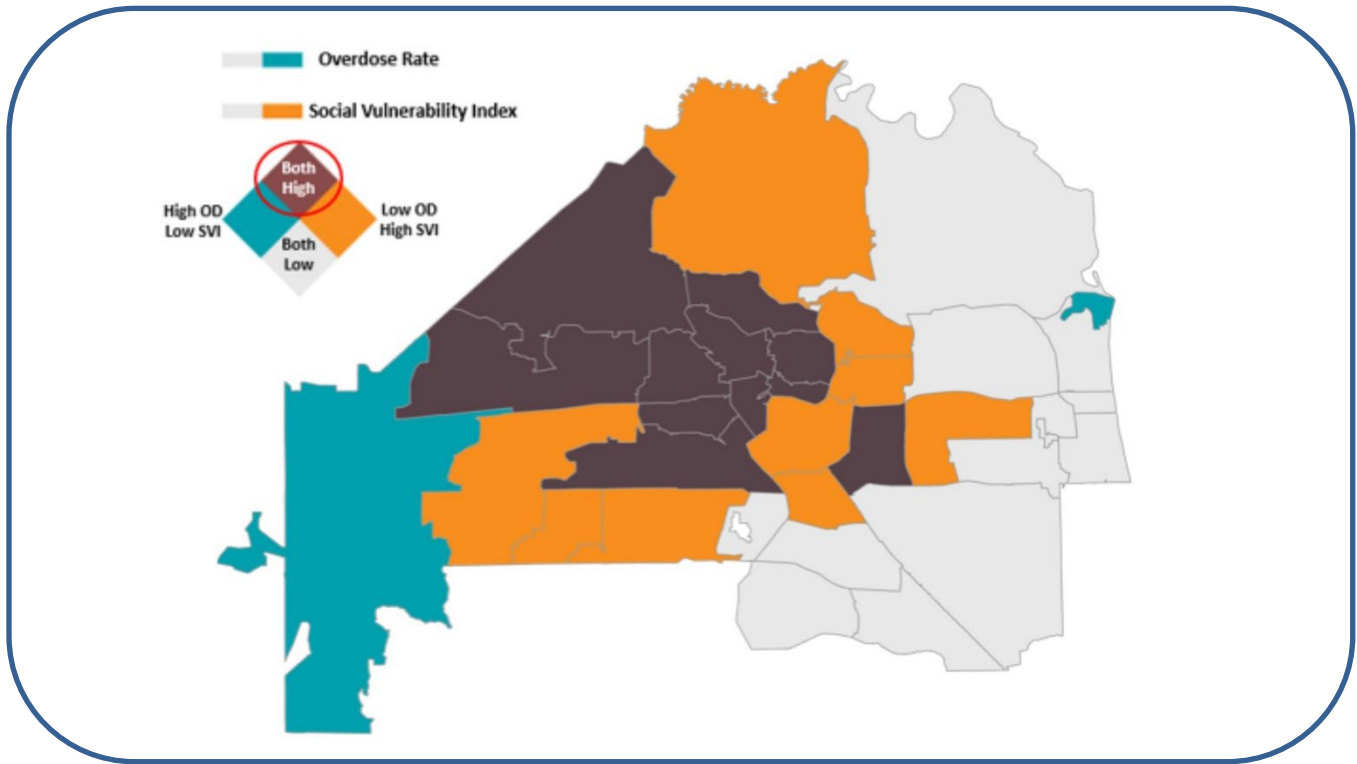 Overdose Rate
Social Vulnerability Index
Both
High
High OD
Low SVI
Low OD
High SVI
Both
Low